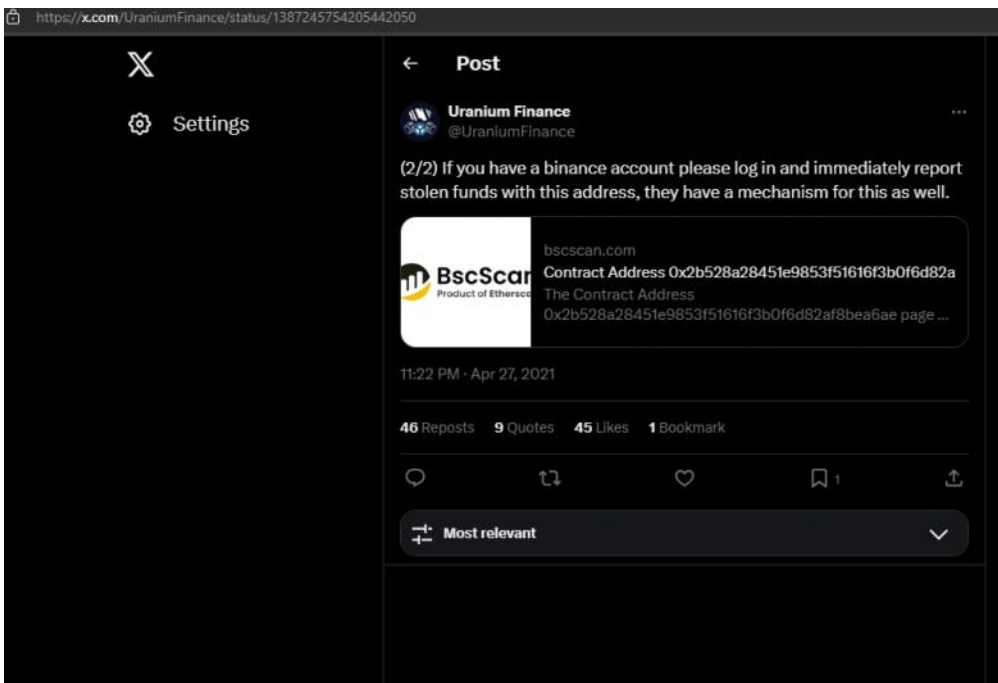 https://x.com/UraniumFinance/status/1387245754205442050
Post
Settings
Uranium Finance
@UraniumFinance
(2/2) If you have a binance account please log in and immediately report
stolen funds with this address, they have a mechanism for this as well.
BscScan
Product of Ethersca
bscscan.com
Contract Address 0x2b528a28451e9853f51616f3b0f6d82a
The Contract Address
0x2b528a28451e9853f51616f3b0f6d82af8bea6ae page ...
11:22 PM · Apr 27, 2021
46 Reposts 9 Quotes 45 Likes 1 Bookmark
1
Most relevant